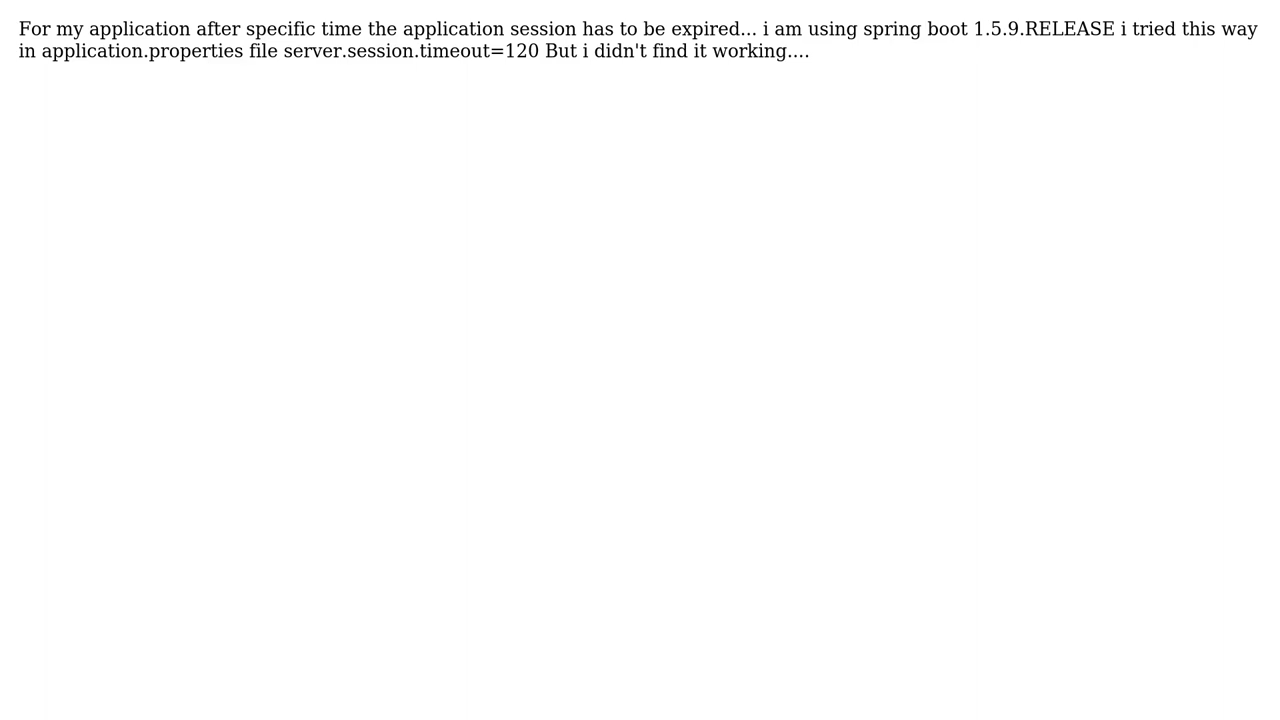 For my application after specific time the application session has to be expired... i am using spring boot 1.5.9.RELEASE i tried this way
in application.properties file server.session.timeout=120 But i didn't find it working....